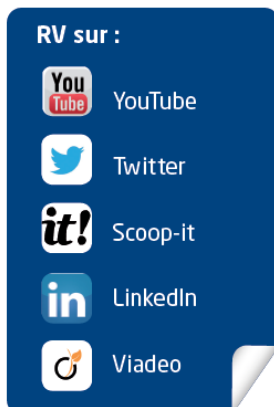 RV sur :
You
Tube
YouTube
Twitter
it!
Scoop-it
in
LinkedIn
Viadeo